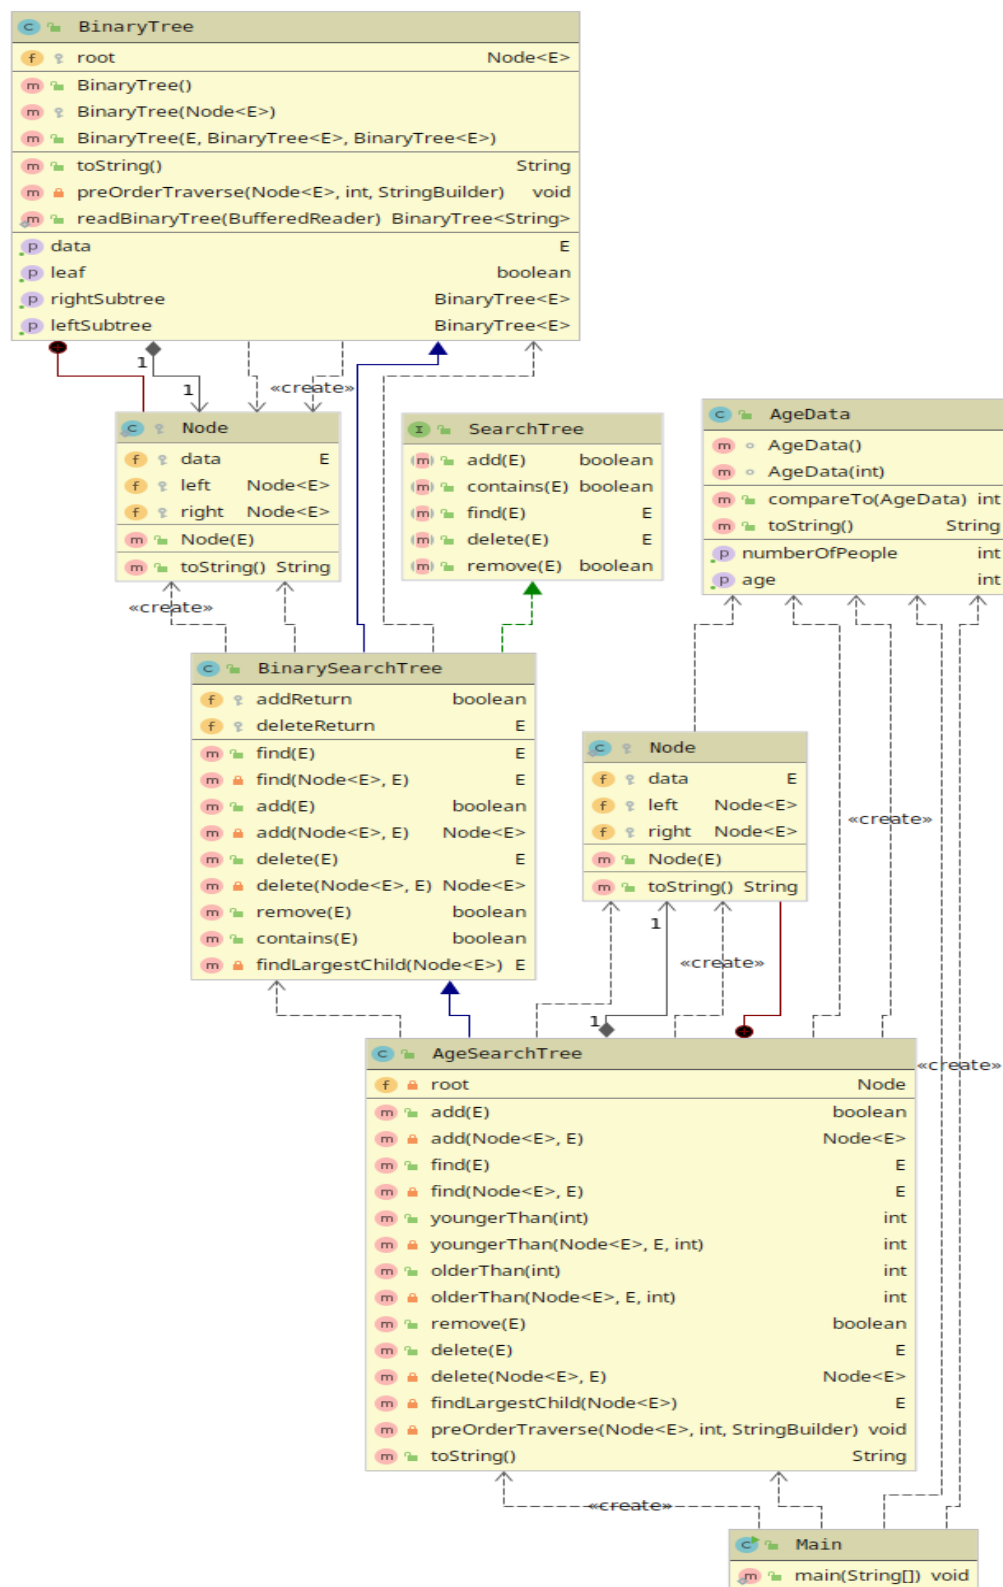 BinaryTree
root Node<E>
BinaryTree()
BinaryTree(Node<E>)
BinaryTree(E, BinaryTree<E>, BinaryTree<E>)
toString() String
preOrderTraverse(Node<E>, int, StringBuilder) void
readBinaryTree(BufferedReader) BinaryTree<String>
data E
leaf boolean
rightSubtree BinaryTree<E>
leftSubtree BinaryTree<E>
1
1
«create»
Node
data E
left Node<E>
right Node<E>
Node(E)
toString() String
SearchTree
add(E) boolean
contains(E) boolean
find(E) E
delete(E) E
remove(E) boolean
AgeData
AgeData()
AgeData(int)
compareTo(AgeData) int
toString() String
numberOfPeople int
age int
«create»
BinarySearchTree
addReturn boolean
deleteReturn E
find(E) E
find(Node<E>, E) E
add(E) boolean
add(Node<E>, E) Node<E>
delete(E) E
delete(Node<E>, E) Node<E>
remove(E) boolean
contains(E) boolean
findLargestChild(Node<E>) E
Node
data E
left Node<E>
right Node<E>
Node(E)
toString() String
«create»
1
«create»
1
«create»
AgeSearchTree
root Node
add(E) boolean
add(Node<E>, E) Node<E>
find(E) E
find(Node<E>, E) E
youngerThan(int) int
youngerThan(Node<E>, E, int) int
olderThan(int) int
olderThan(Node<E>, E, int) int
remove(E) boolean
delete(E) E
delete(Node<E>, E) Node<E>
findLargestChild(Node<E>) E
preOrderTraverse(Node<E>, int, StringBuilder) void
toString() String
«create»
Main
main(String[]) void